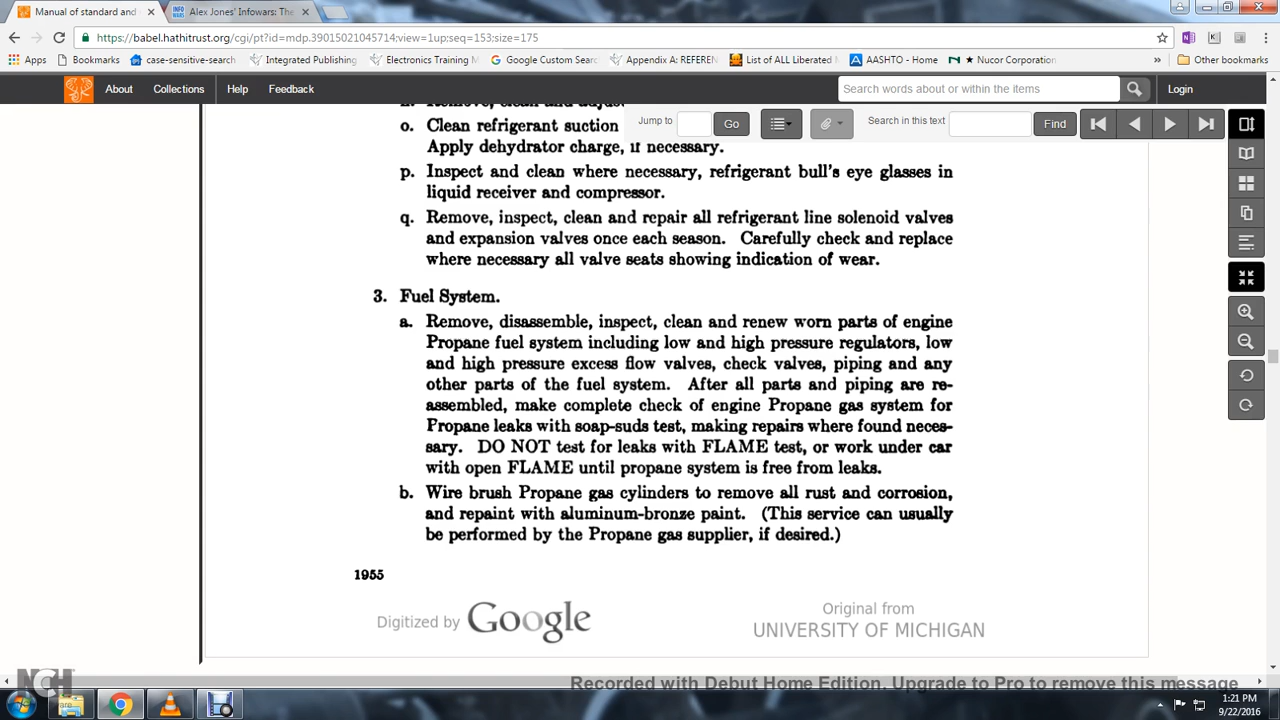 Manual of standard and
Alex Jones' Infowars: The
https://babel.hathitrust.org/cgi/pt?id=mdp.39015021045714;view=1up;seq=153;size=175
Apps
Bookmarks
case-sensitive-search
Integrated Publishing
Electronics Training M
Google Custom Sear
Appendix A: REFEREN
List of ALL Liberated
AASHTO - Home
Nucor Corporation
»
Other bookmarks
About
Collections
Help
Feedback
Search words about or within the items
Login
Jump to
Go
Search in this text
Find
o. Clean refrigerant suction
Apply dehydrator charge, if necessary.
p. Inspect and clean where necessary, refrigerant bull's eye glasses in
liquid receiver and compressor.
q. Remove, inspect, clean and repair all refrigerant line solenoid valves
and expansion valves once each season. Carefully check and replace
where necessary all valve seats showing indication of wear.
3. Fuel System.
a. Remove, disassemble, inspect, clean and renew worn parts of engine
Propane fuel system including low and high pressure regulators, low
and high pressure excess flow valves, check valves, piping and any
other parts of the fuel system. After all parts and piping are re-
assembled, make complete check of engine Propane gas system for
Propane leaks with soap-suds test, making repairs where found neces-
sary. DO NOT test for leaks with FLAME test, or work under car
with open FLAME until propane system is free from leaks.
b. Wire brush Propane gas cylinders to remove all rust and corrosion,
and repaint with aluminum-bronze paint. (This service can usually
be performed by the Propane gas supplier, if desired.)
1955
Digitized by Google
Original from
UNIVERSITY OF MICHIGAN
NCH
Recorded with Debut Home Edition. Upgrade to Pro to remove this message
1:21 PM
9/22/2016